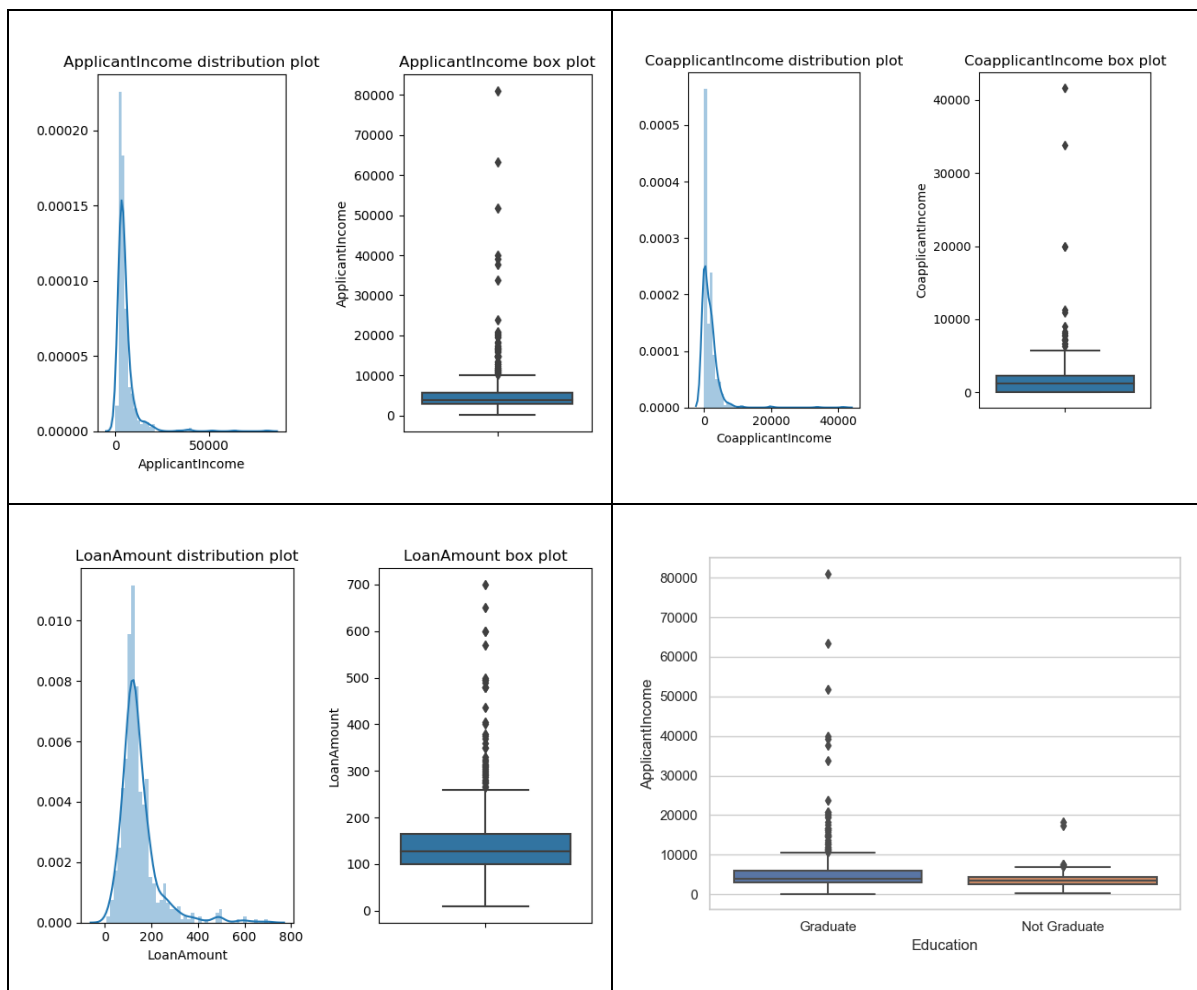 ApplicantIncome distribution plot
0.00020
0.00015
0.00010
0.00005
0.00000
0 50000
ApplicantIncome
ApplicantIncome box plot
80000
70000
60000
50000
40000
30000
20000
10000
0
ApplicantIncome
CoapplicantIncome distribution plot
0.0005
0.0004
0.0003
0.0002
0.0001
0.0000
0 20000 40000
CoapplicantIncome
CoapplicantIncome box plot
40000
30000
20000
10000
0
CoapplicantIncome
LoanAmount distribution plot
0.010
0.008
0.006
0.004
0.002
0.000
0 200 400 600 800
LoanAmount
LoanAmount box plot
700
600
500
400
300
200
100
0
LoanAmount
80000
70000
60000
50000
40000
30000
20000
10000
0
ApplicantIncome
Graduate Not Graduate
Education